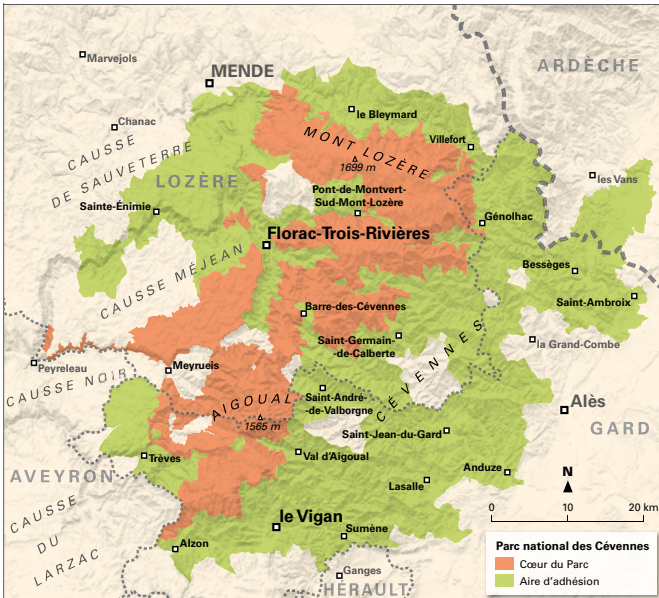 Marvejols
MENDE
ARDÈCHE
le Bleymard
Chanac
MONT LOZÈRE
Villefort
CAUSSE
DE SAUVETERRE
1699 m
LOZÈRE
les Vans
Pont-de-Montvert-
Sud-Mont-Lozère
Sainte-Énimie
Génolhac
Florac-Trois-Rivières
CAUSSE MÉJEAN
Bessèges
Saint-Ambroix
Barre-des-Cévennes
Saint-Germain-
-de-Calberte
la Grand-Combe
CÉVENNES
Peyreleau
Meyrueis
CAUSSE NOIR
Saint-André-
-de-Valborgne
AIGOUAL
1565 m
Alès
GARD
Saint-Jean-du-Gard
Trèves
Val d'Aigoual
AVEYRON
Anduze
Lasalle
N
CAUSSE
DU
LARZAC
le Vigan
0 10 20 km
Sumène
Alzon
Ganges
HÉRAULT
Parc national des Cévennes
Cœur du Parc
Aire d'adhésion